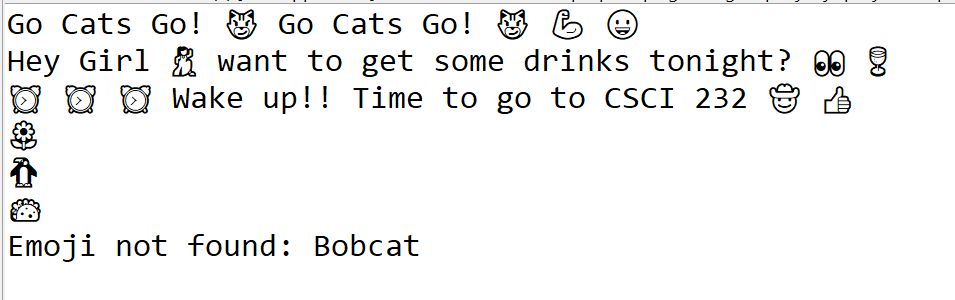 Go Cats Go! 😼 Go Cats Go! 😼 💪 😀
Hey Girl 💃 want to get some drinks tonight? 👀 🍷
⏰ ⏰ ⏰ Wake up!! Time to go to CSCI 232 🤠 👍
🌼
🐧
🌮
Emoji not found: Bobcat